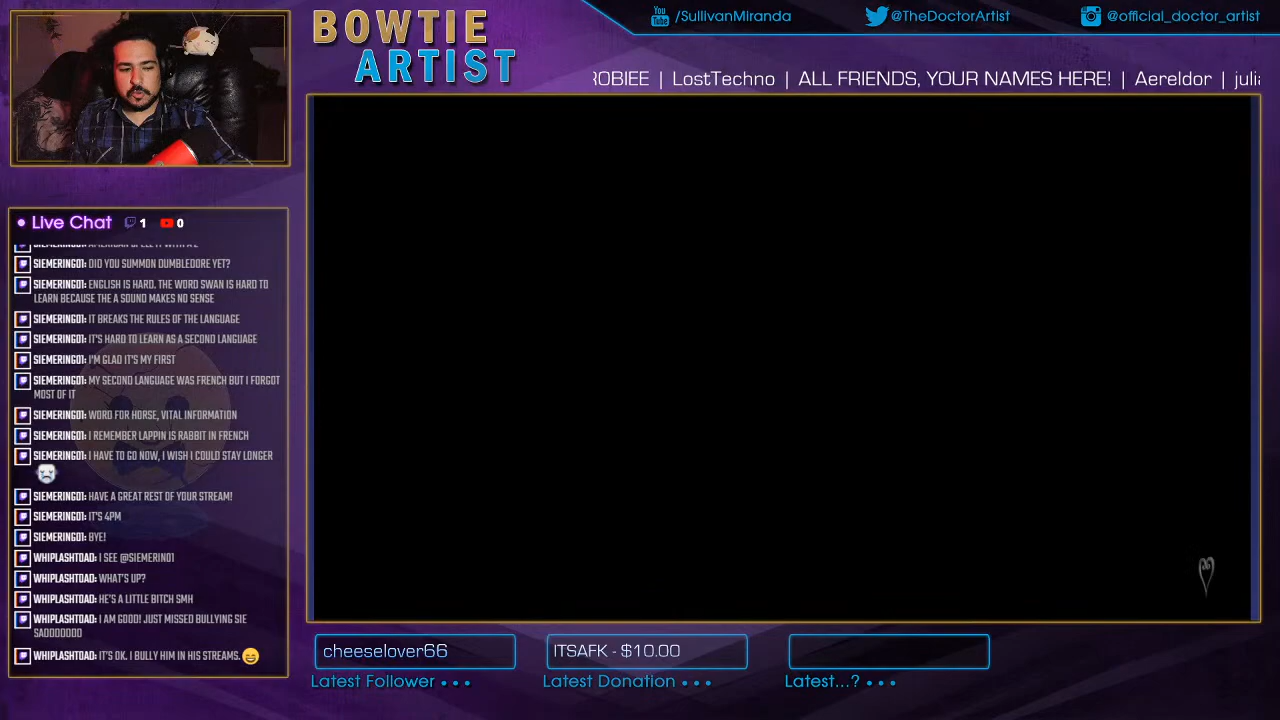 BOWTIE
ARTIST
/SullivanMiranda
@TheDoctorArtist
@official_doctor_artist
ROBIEE | LostTechno | ALL FRIENDS, YOUR NAMES HERE! | Aereldor | julia
Live Chat 1 0
SIEMERING01: AMERICAN SPELL IT WITH A Z
SIEMERING01: DID YOU SUMMON DUMBLEDORE YET?
SIEMERING01: ENGLISH IS HARD. THE WORD SWAN IS HARD TO
LEARN BECAUSE THE A SOUND MAKES NO SENSE
SIEMERING01: IT BREAKS THE RULES OF THE LANGUAGE
SIEMERING01: IT'S HARD TO LEARN AS A SECOND LANGUAGE
SIEMERING01: I'M GLAD IT'S MY FIRST
SIEMERING01: MY SECOND LANGUAGE WAS FRENCH BUT I FORGOT
MOST OF IT
SIEMERING01: WORD FOR HORSE, VITAL INFORMATION
SIEMERING01: I REMEMBER LAPPIN IS RABBIT IN FRENCH
SIEMERING01: I HAVE TO GO NOW, I WISH I COULD STAY LONGER
SIEMERING01: HAVE A GREAT REST OF YOUR STREAM!
SIEMERING01: IT'S 4PM
SIEMERING01: BYE!
WHIPLASHTOAD: I SEE @SIEMERIN01
WHIPLASHTOAD: WHAT'S UP?
WHIPLASHTOAD: HE'S A LITTLE BITCH SMH
WHIPLASHTOAD: I AM GOOD! JUST MISSED BULLYING SIE
SADDDDDDD
WHIPLASHTOAD: IT'S OK. I BULLY HIM IN HIS STREAMS.
cheeselover66
ITSAFK - $10.00
Latest Follower • • •
Latest Donation • • •
Latest...? • • •